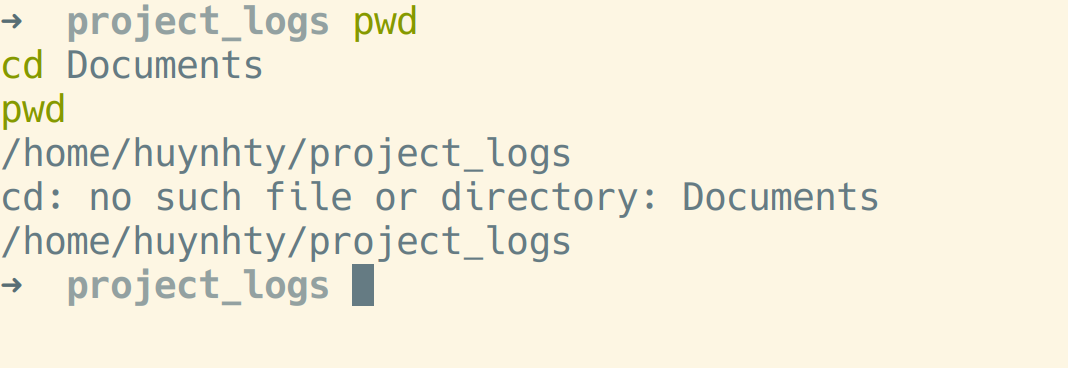 ➜  project_logs pwd
cd Documents
pwd
/home/huynhty/project_logs
cd: no such file or directory: Documents
/home/huynhty/project_logs
➜  project_logs